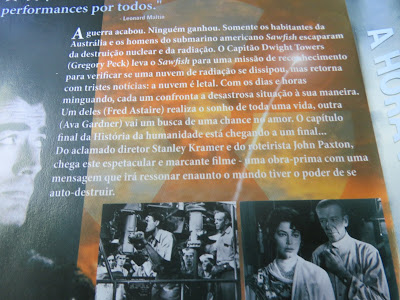 performances por todos."
- Leonard Maltin
A guerra acabou. Ninguém ganhou. Somente os habitantes da
Austrália e os homens do submarino americano Sawfish escaparam
da destruição nuclear e da radiação. O Capitão Dwight Towers
(Gregory Peck) leva o Sawfish para uma missão de reconhecimento
para verificar se uma nuvem de radiação se dissipou, mas retorna
com tristes notícias: a nuvem é letal. Com os dias e horas
minguando, cada um confronta a desastrosa situação à sua maneira.
Um deles (Fred Astaire) realiza o sonho de toda uma vida, outra
(Ava Gardner) vai um busca de uma chance no amor. O capítulo
final da História da humanidade está chegando a um final...
Do aclamado diretor Stanley Kramer e do roteirista John Paxton,
chega este espetacular e marcante filme - uma obra-prima com uma
mensagem que irá ressonar enaunto o mundo tiver o poder de se
auto-destruir.
A HORA